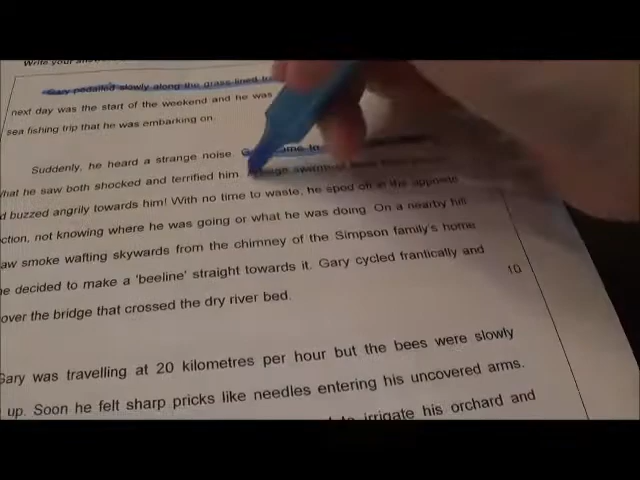 Write your
Gary pedalled slowly along the grass-lined
next day was the start of the weekend and he was
sea fishing trip that he was embarking on.
Suddenly, he heard a strange noise. to
What he saw both shocked and terrified him.
d buzzed angrily towards him! With no time to waste, he sped off in the opposite
ction, not knowing where he was going or what he was doing. On a nearby hill
aw smoke wafting skywards from the chimney of the Simpson family's home
e decided to make a 'beeline' straight towards it. Gary cycled frantically and
10
over the bridge that crossed the dry river bed.
Gary was travelling at 20 kilometres per hour but the bees were slowly
up. Soon he felt sharp pricks like needles entering his uncovered arms.
to irrigate his orchard and